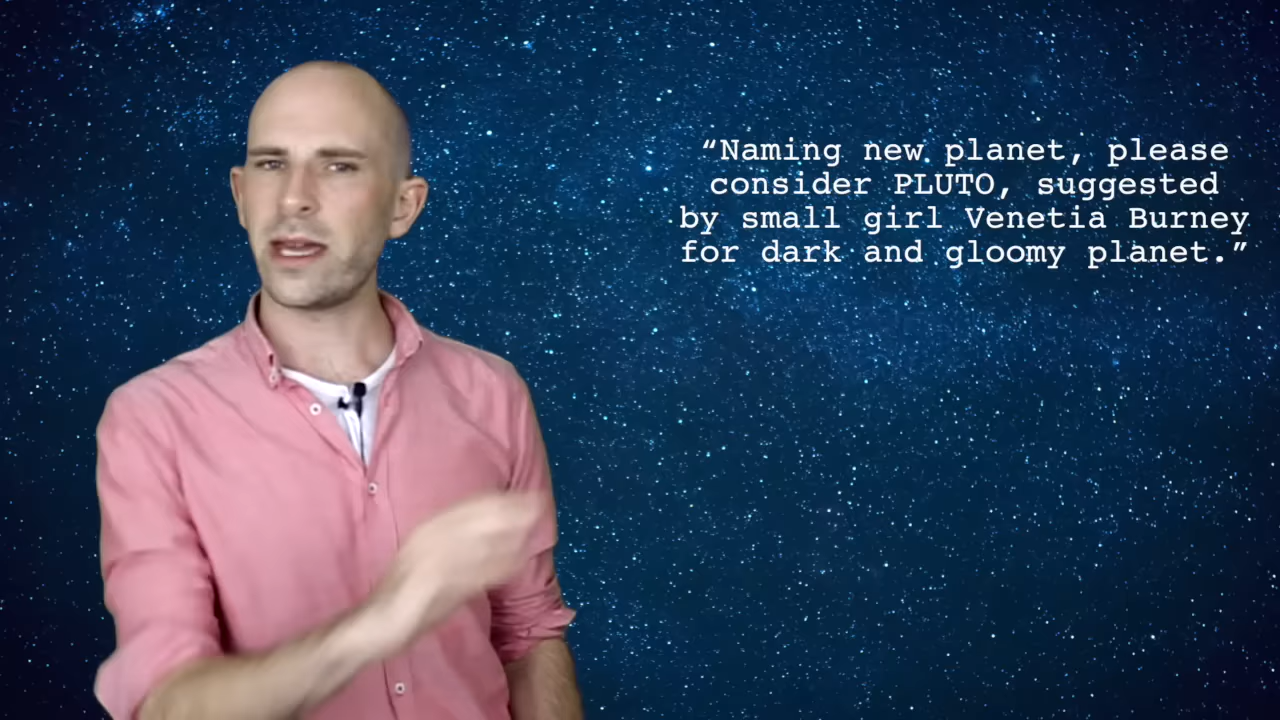 “Naming new planet, please
consider PLUTO, suggested
by small girl Venetia Burney
for dark and gloomy planet.”